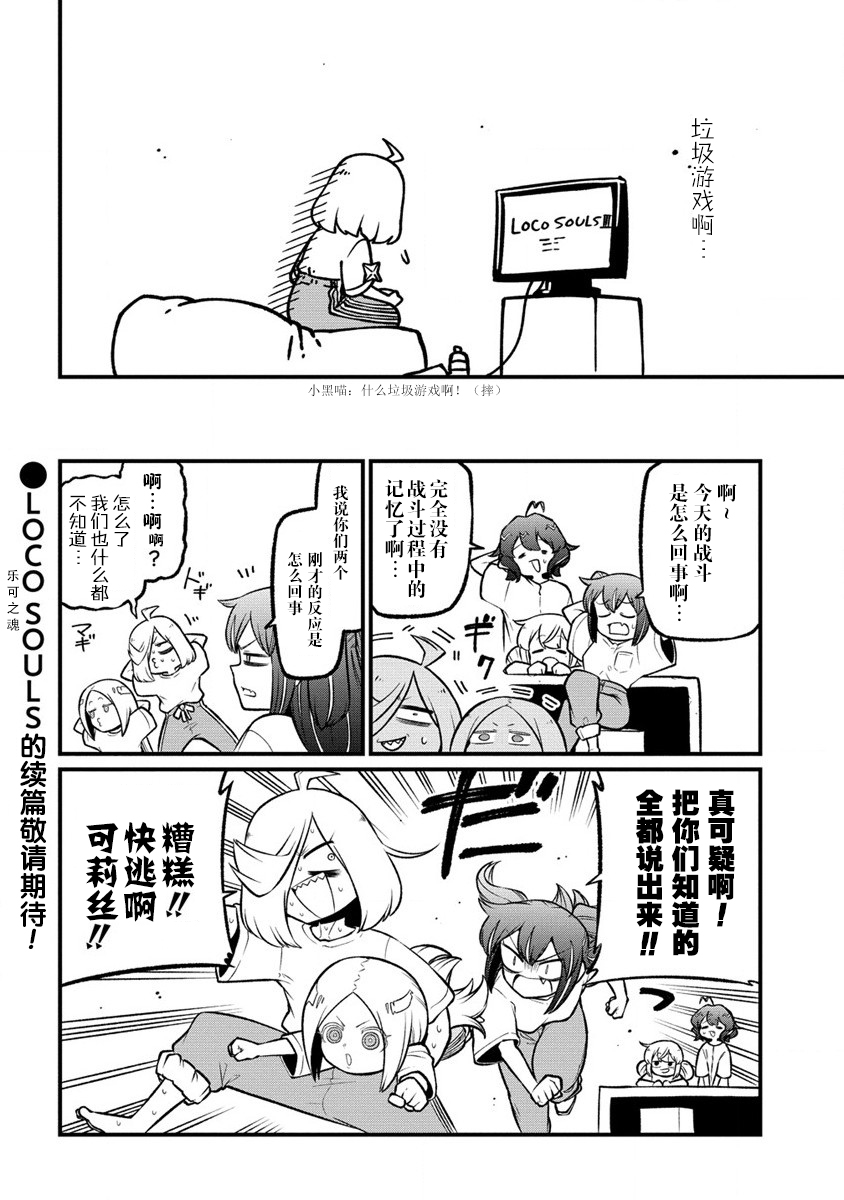 垃圾游戏啊…
LOCO SOULS III
小黑喵：什么垃圾游戏啊！（摔）
啊～
今天的战斗
是怎么回事啊…
完全没有
战斗过程中的
记忆了啊…
ギクッ
我说你们两个
刚才的反应是
怎么回事
啊…啊啊？
怎么了
我们也什么都
不知道…
マギッ
真可疑啊！
把你们知道的
全都说出来！！
糟糕！！
快逃啊
可莉丝！！
●LOCO SOULS的续篇敬请期待！
乐可之魂